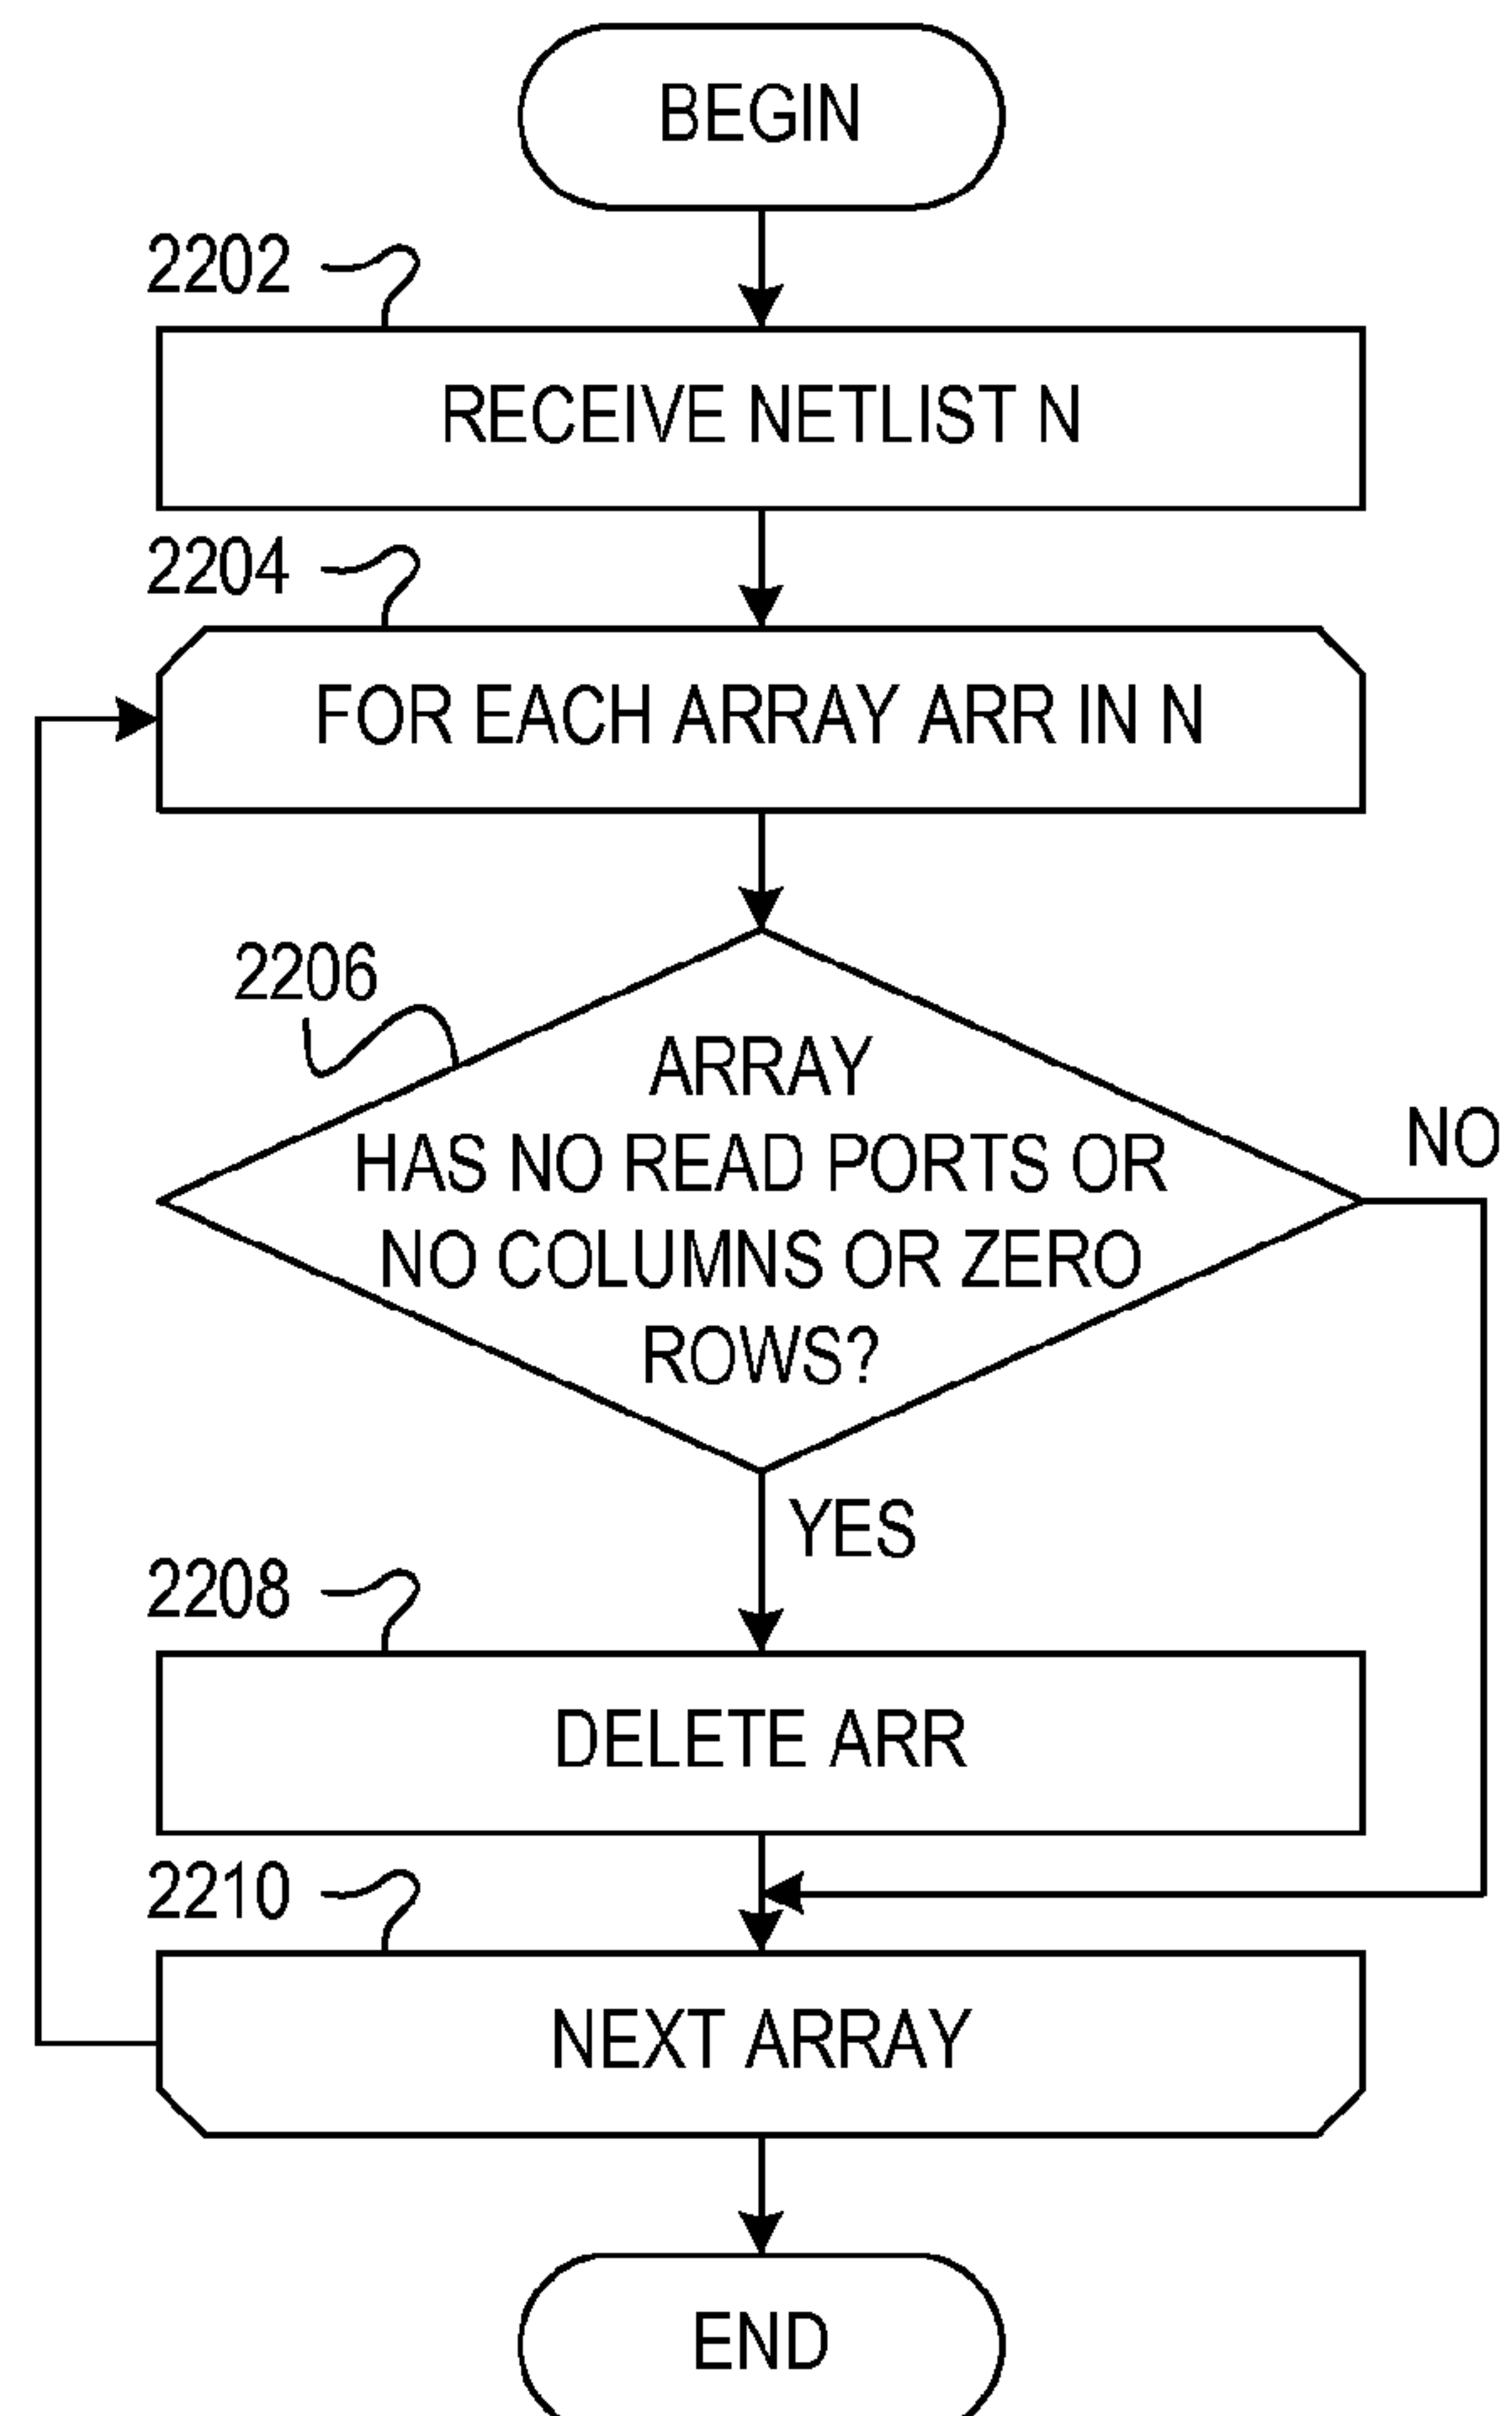 BEGIN
2202
RECEIVE NETLIST N
2204
FOR EACH ARRAY ARR IN N
2206
ARRAY
HAS NO READ PORTS OR
NO COLUMNS OR ZERO
ROWS?
NO
YES
2208
DELETE ARR
2210
NEXT ARRAY
END